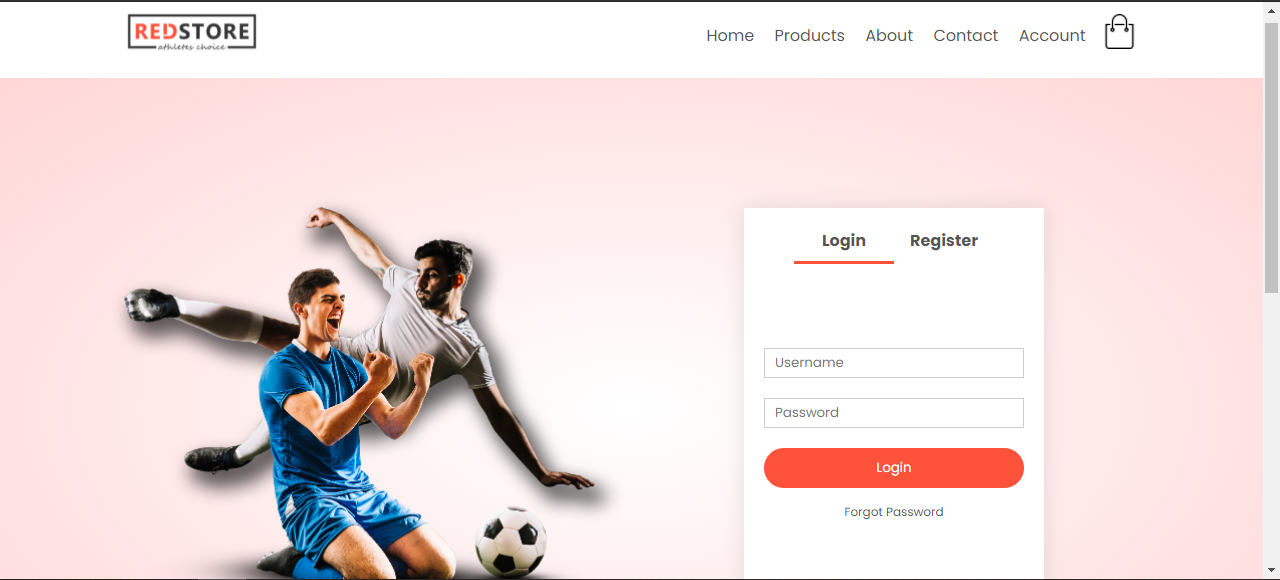 REDSTORE
athletes choice
Home Products About Contact Account
Login Register
Username
Password
Login
Forgot Password